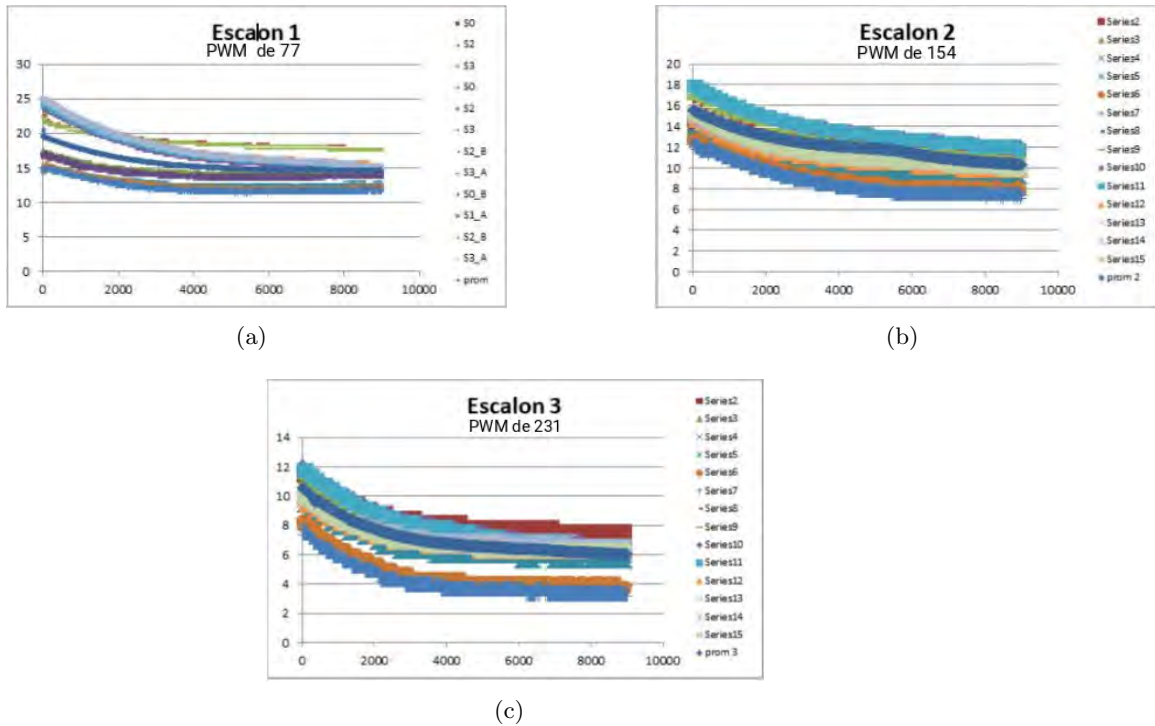 Escalon 1
PWM de 77
30
25
20
15
10
5
0
0 2000 4000 6000 8000 10000
S0
S2
S3
S0
S2
S3
S2_B
S3_A
S0_B
S1_A
S2_B
S3_A
prom
(a)
Escalon 2
PWM de 154
20
18
16
14
12
10
8
6
4
2
0
0 2000 4000 6000 8000 10000
Series2
Series3
Series4
Series5
Series6
Series7
Series8
Series9
Series10
Series11
Series12
Series13
Series14
Series15
prom 2
(b)
Escalon 3
PWM de 231
14
12
10
8
6
4
2
0
0 2000 4000 6000 8000 10000
Series2
Series3
Series4
Series5
Series6
Series7
Series8
Series9
Series10
Series11
Series12
Series13
Series14
Series15
prom 3
(c)